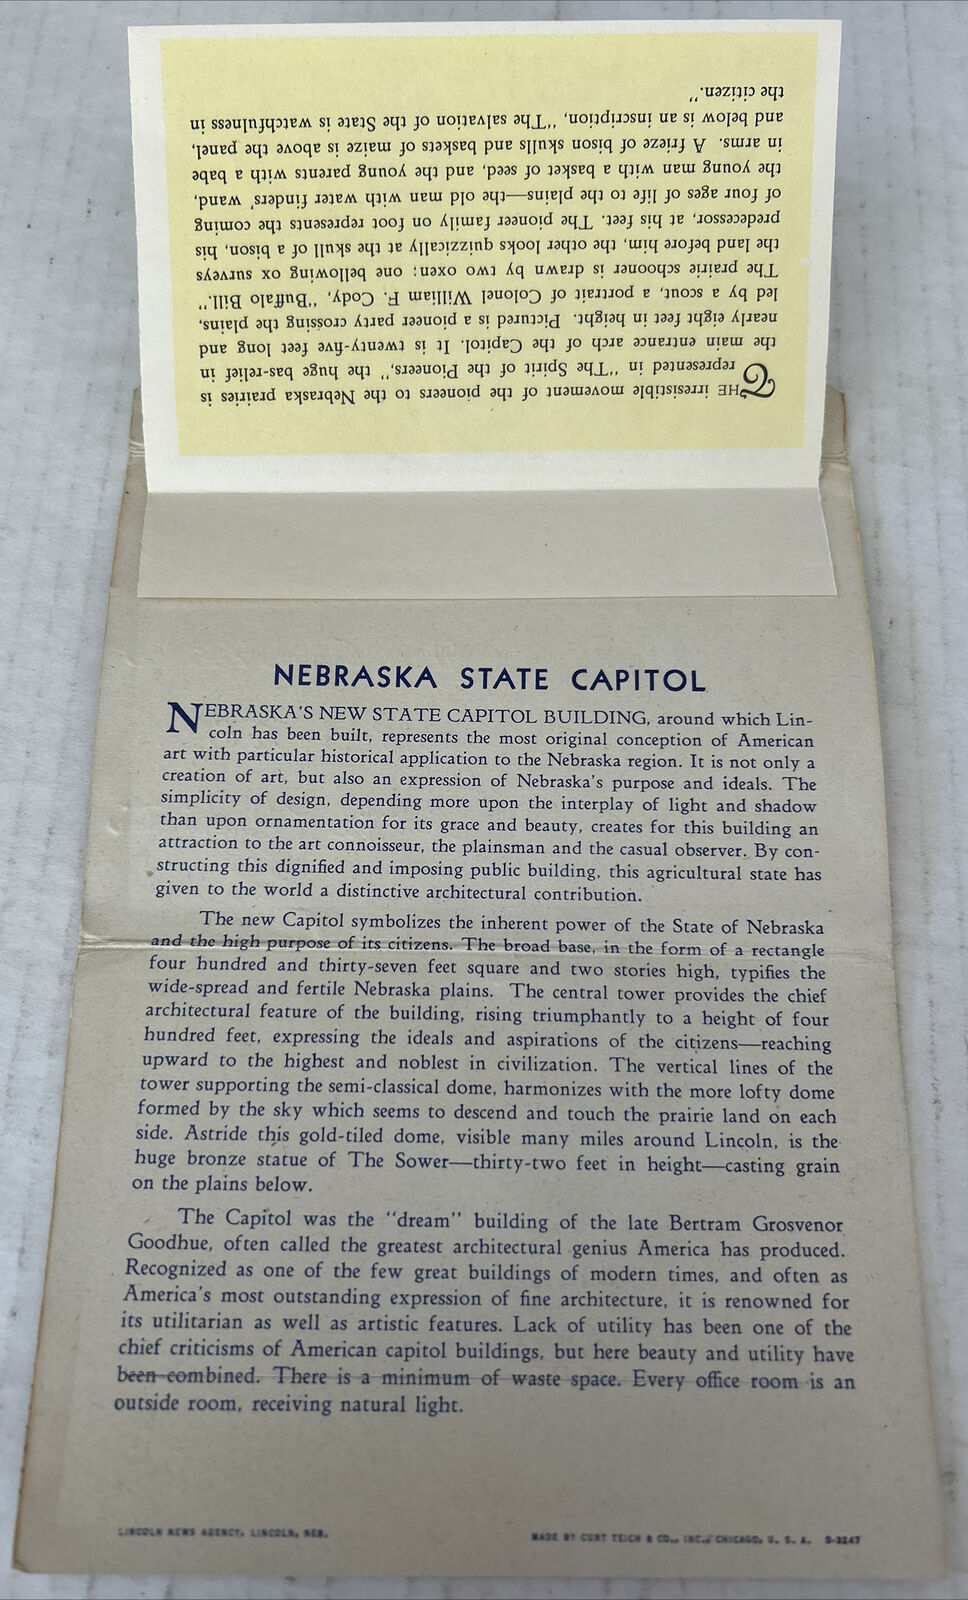 THE irresistible movement of the pioneers to the Nebraska prairies is
represented in "The Spirit of the Pioneers," the huge bas-relief in
the main entrance arch of the Capitol. It is twenty-five feet long and
nearly eight feet in height. Pictured is a pioneer party crossing the plains,
led by a scout, a portrait of Colonel William F. Cody, "Buffalo Bill."
The prairie schooner is drawn by two oxen; one bellowing ox surveys
the land before him, the other looks quizzically at the skull of a bison, his
predecessor, at his feet. The pioneer family on foot represents the coming
of four ages of life to the plains—the old man with water finders' wand,
the young man with a basket of seed, and the young parents with a babe
in arms. A frieze of bison skulls and baskets of maize is above the panel,
and below is an inscription, "The salvation of the State is watchfulness in
the citizen."
NEBRASKA STATE CAPITOL
NEBRASKA'S NEW STATE CAPITOL BUILDING, around which Lin-
coln has been built, represents the most original conception of American
art with particular historical application to the Nebraska region. It is not only a
creation of art, but also an expression of Nebraska's purpose and ideals. The
simplicity of design, depending more upon the interplay of light and shadow
than upon ornamentation for its grace and beauty, creates for this building an
attraction to the art connoisseur, the plainsman and the casual observer. By con-
structing this dignified and imposing public building, this agricultural state has
given to the world a distinctive architectural contribution.
The new Capitol symbolizes the inherent power of the State of Nebraska
and the high purpose of its citizens. The broad base, in the form of a rectangle
four hundred and thirty-seven feet square and two stories high, typifies the
wide-spread and fertile Nebraska plains. The central tower provides the chief
architectural feature of the building, rising triumphantly to a height of four
hundred feet, expressing the ideals and aspirations of the citizens—reaching
upward to the highest and noblest in civilization. The vertical lines of the
tower supporting the semi-classical dome, harmonizes with the more lofty dome
formed by the sky which seems to descend and touch the prairie land on each
side. Astride this gold-tiled dome, visible many miles around Lincoln, is the
huge bronze statue of The Sower—thirty-two feet in height—casting grain
on the plains below.
The Capitol was the "dream" building of the late Bertram Grosvenor
Goodhue, often called the greatest architectural genius America has produced.
Recognized as one of the few great buildings of modern times, and often as
America's most outstanding expression of fine architecture, it is renowned for
its utilitarian as well as artistic features. Lack of utility has been one of the
chief criticisms of American capitol buildings, but here beauty and utility have
been combined. There is a minimum of waste space. Every office room is an
outside room, receiving natural light.
LINCOLN NEWS AGENCY, LINCOLN, NEB.
MADE BY CURT TEICH & CO., INC., CHICAGO, U. S. A. D-3247